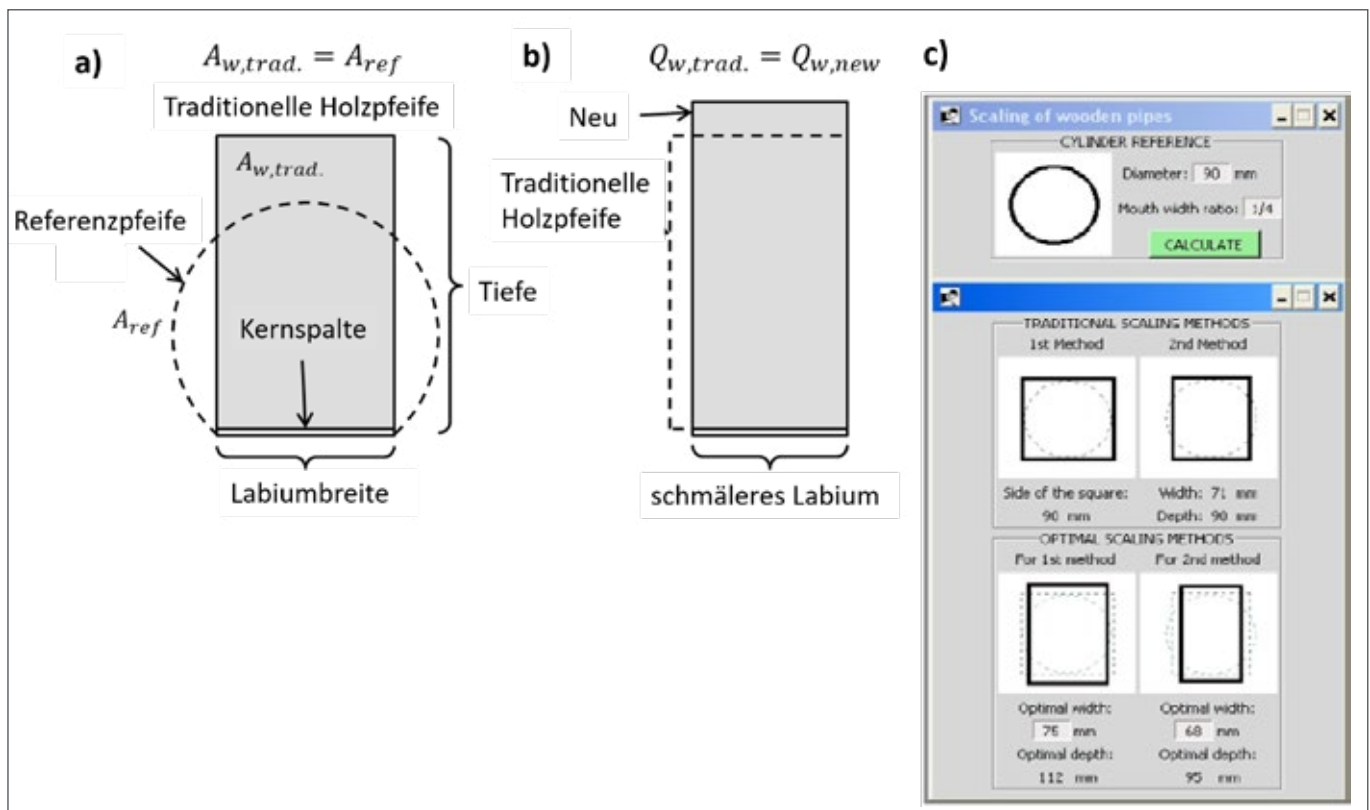 a)
A_{w,trad.} = A_{ref}
Traditionelle Holzpfeife
A_{w,trad.}
Referenzpfeife
A_{ref}
Kernspalte
Tiefe
Labiumbreite
b)
Q_{w,trad.} = Q_{w,new}
Neu
Traditionelle
Holzpfeife
schmäleres Labium
c)
Scaling of wooden pipes
CYLINDER REFERENCE
Diameter: 90 mm
Mouth width ratio: 1/4
CALCULATE
TRADITIONAL SCALING METHODS
1st Method 2nd Method
Side of the square: Width: 71 mm
90 mm Depth: 90 mm
OPTIMAL SCALING METHODS
For 1st method For 2nd method
Optimal width: Optimal width:
75 mm 68 mm
Optimal depth: Optimal depth:
112 mm 95 mm